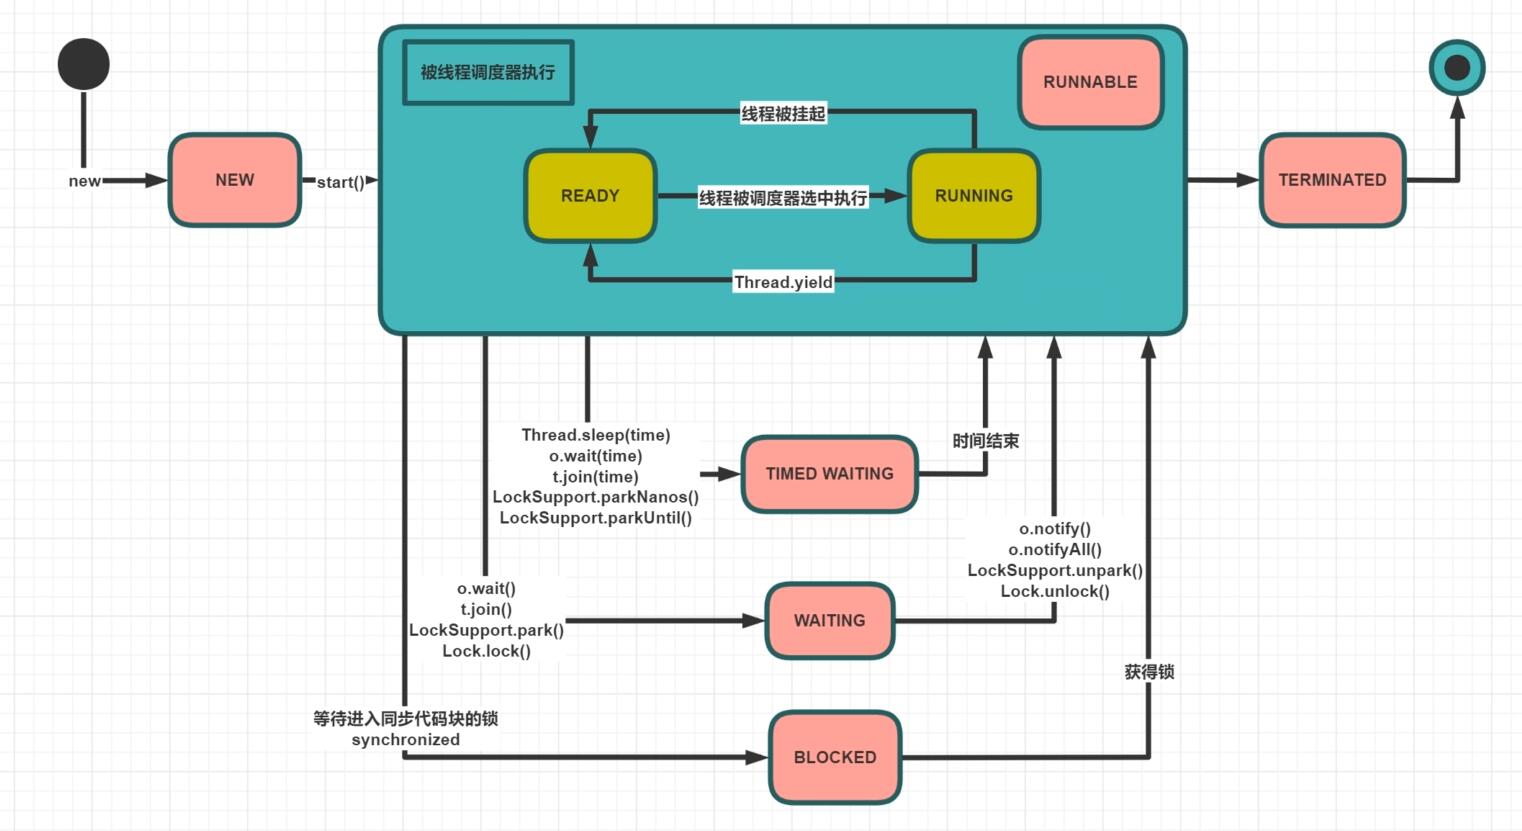 被线程调度器执行
RUNNABLE
线程被挂起
new
NEW
start()
READY
线程被调度器选中执行
RUNNING
TERMINATED
Thread.yield
Thread.sleep(time)
o.wait(time)
t.join(time)
LockSupport.parkNanos()
LockSupport.parkUntil()
TIMED WAITING
时间结束
o.wait()
t.join()
LockSupport.park()
Lock.lock()
WAITING
o.notify()
o.notifyAll()
LockSupport.unpark()
Lock.unlock()
等待进入同步代码块的锁
synchronized
BLOCKED
获得锁